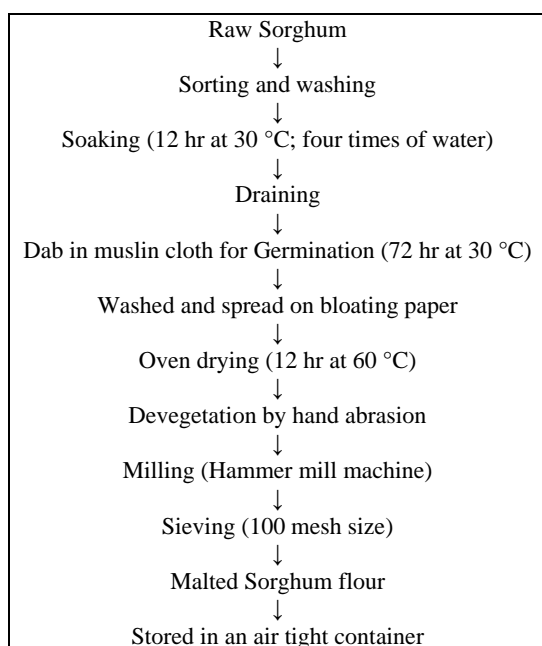 Raw Sorghum
↓
Sorting and washing
↓
Soaking (12 hr at 30 °C; four times of water)
↓
Draining
↓
Dab in muslin cloth for Germination (72 hr at 30 °C)
↓
Washed and spread on bloating paper
↓
Oven drying (12 hr at 60 °C)
↓
Devegetation by hand abrasion
↓
Milling (Hammer mill machine)
↓
Sieving (100 mesh size)
↓
Malted Sorghum flour
↓
Stored in an air tight container